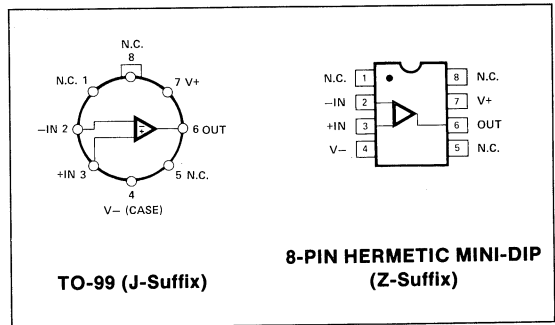 N.C.
8
N.C. 1
7 V+
−IN 2
6 OUT
+IN 3
5 N.C.
4
V− (CASE)
TO-99 (J-Suffix)
N.C. 1 8 N.C.
−IN 2 7 V+
+IN 3 6 OUT
V− 4 5 N.C.
8-PIN HERMETIC MINI-DIP
(Z-Suffix)